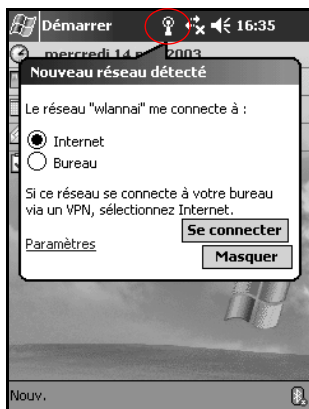 Démarrer 16:35
mercredi 14 2003
Nouveau réseau détecté
Le réseau "wlannai" me connecte à :
Internet
Bureau
Si ce réseau se connecte à votre bureau
via un VPN, sélectionnez Internet.
Se connecter
Paramètres
Masquer
Nouv.